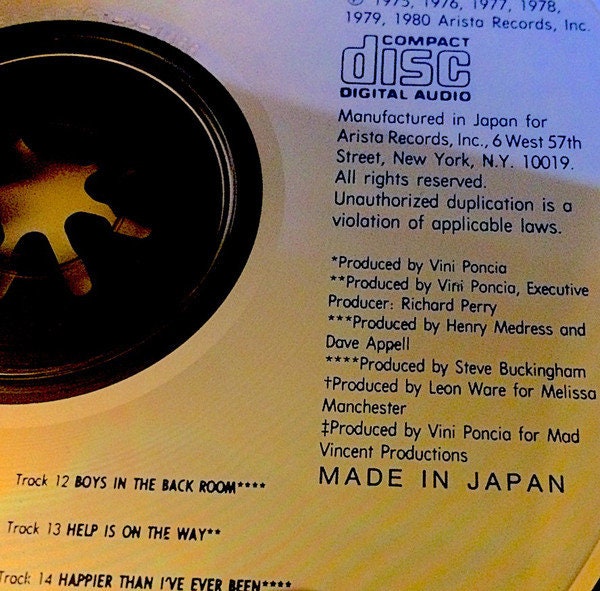 ℗ 1975, 1976, 1977, 1978,
1979, 1980 Arista Records, Inc.
COMPACT
disc
DIGITAL AUDIO
Manufactured in Japan for
Arista Records, Inc., 6 West 57th
Street, New York, N.Y. 10019.
All rights reserved.
Unauthorized duplication is a
violation of applicable laws.
*Produced by Vini Poncia
**Produced by Vini Poncia, Executive
Producer: Richard Perry
***Produced by Henry Medress and
Dave Appell
****Produced by Steve Buckingham
†Produced by Leon Ware for Melissa
Manchester
‡Produced by Vini Poncia for Mad
Vincent Productions
MADE IN JAPAN
Track 12 BOYS IN THE BACK ROOM****
Track 13 HELP IS ON THE WAY**
Track 14 HAPPIER THAN I'VE EVER BEEN****